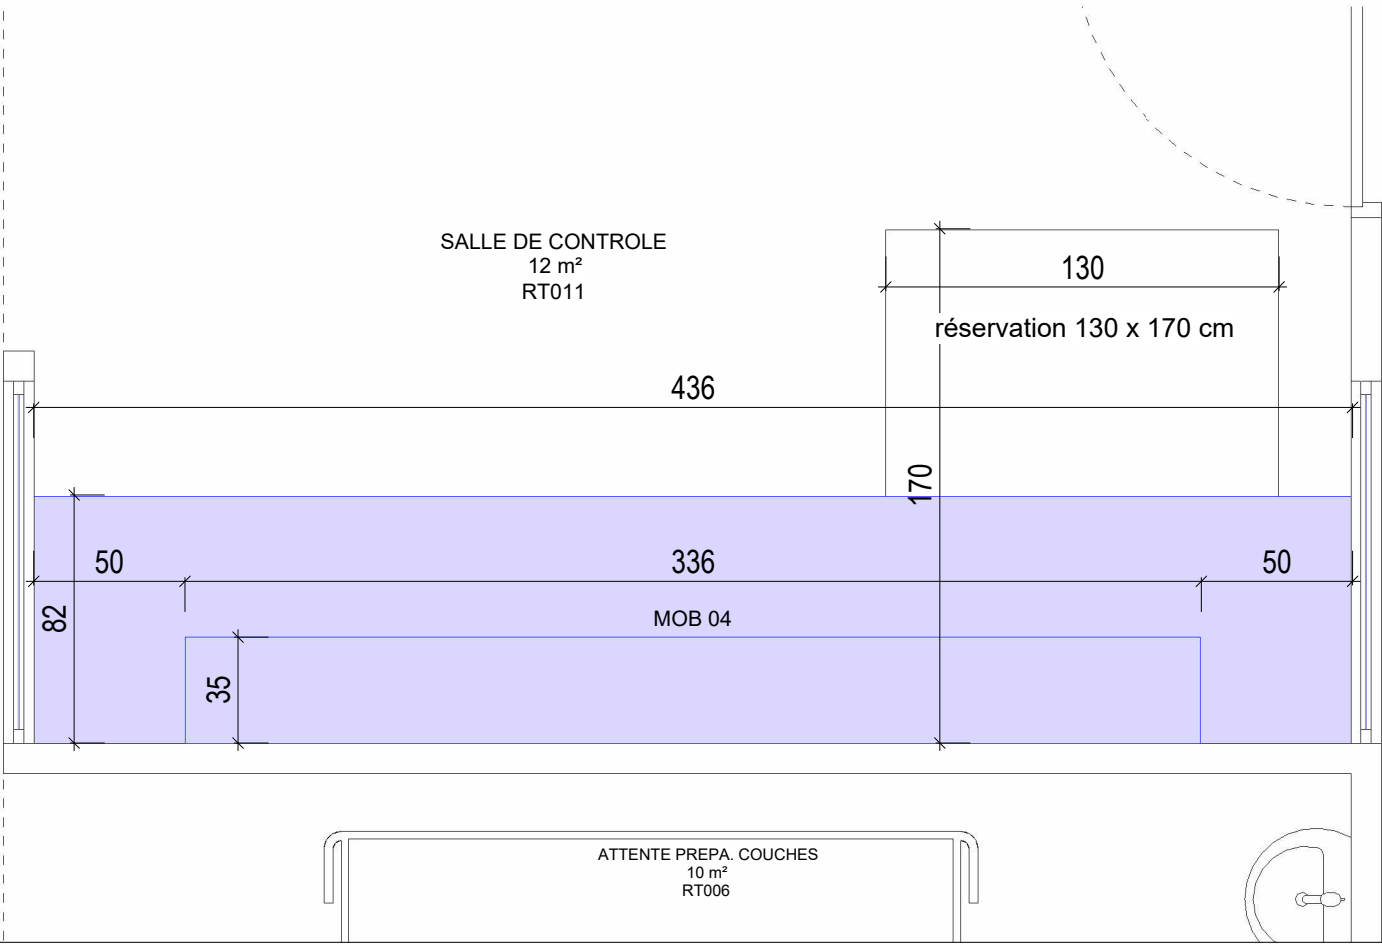 SALLE DE CONTROLE
12 m²
RT011
130
réservation 130 x 170 cm
436
170
50
336
50
82
MOB 04
35
ATTENTE PREPA. COUCHES
10 m²
RT006